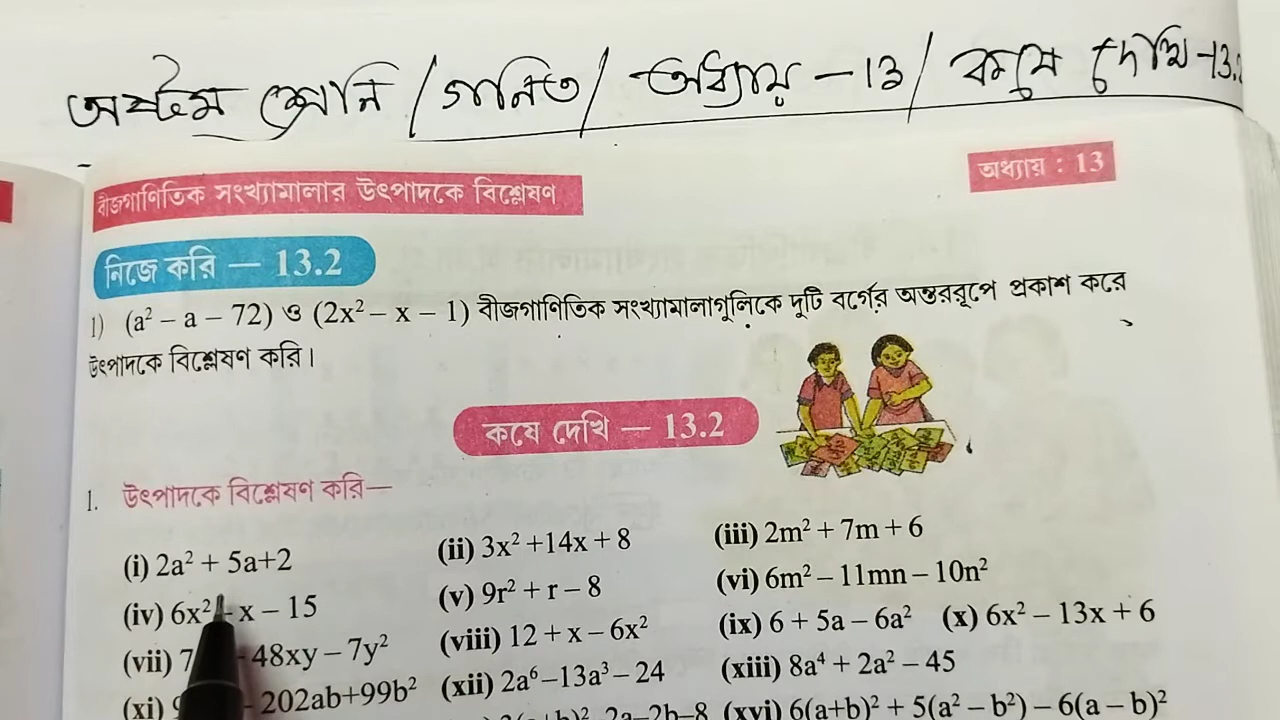 অষ্টম শ্রেনি / গনিত / অধ্যায় - 13 / কষে দেখি - 13.2
অধ্যায় : 13
বীজগাণিতিক সংখ্যামালার উৎপাদকে বিশ্লেষণ
নিজে করি — 13.2
1) (a² – a – 72) ও (2x² – x – 1) বীজগাণিতিক সংখ্যামালাগুলিকে দুটি বর্গের অন্তররূপে প্রকাশ করে
উৎপাদকে বিশ্লেষণ করি।
কষে দেখি — 13.2
1. উৎপাদকে বিশ্লেষণ করি—
(i) 2a² + 5a+2 (ii) 3x² +14x + 8 (iii) 2m² + 7m + 6
(iv) 6x² – x – 15 (v) 9r² + r – 8 (vi) 6m² – 11mn – 10n²
(vii) 7 48xy – 7y² (viii) 12 + x – 6x² (ix) 6 + 5a – 6a² (x) 6x² – 13x + 6
(xi) – 202ab+99b² (xii) 2a⁶ –13a³ – 24 (xiii) 8a⁴ + 2a² – 45
2a–2b–8 (xvi) 6(a+b)² + 5(a² – b²) – 6(a – b)²